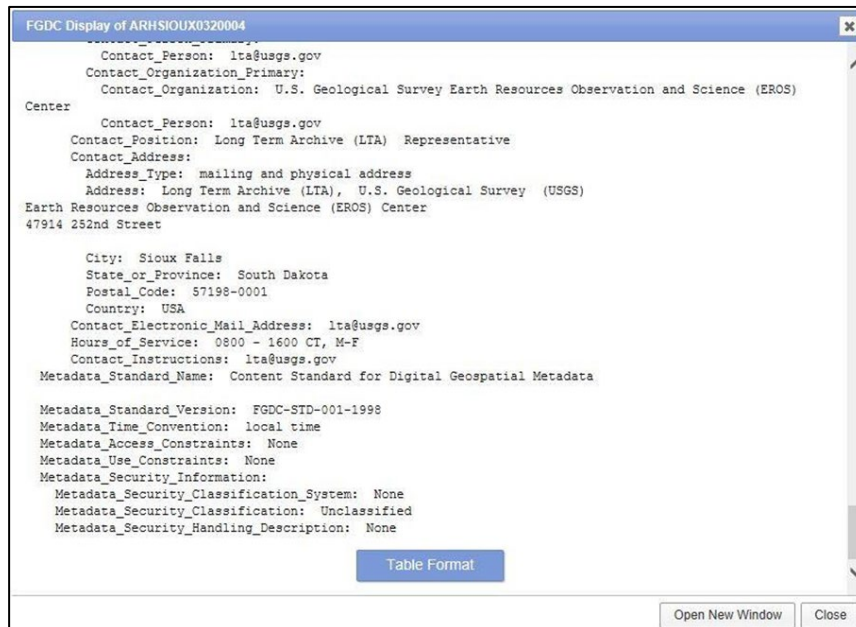 FGDC Display of ARHSIOUX0320004
Contact_Person: lta@usgs.gov
Contact_Organization_Primary:
Contact_Organization: U.S. Geological Survey Earth Resources Observation and Science (EROS)
Center
Contact_Person: lta@usgs.gov
Contact_Position: Long Term Archive (LTA) Representative
Contact_Address:
Address_Type: mailing and physical address
Address: Long Term Archive (LTA), U.S. Geological Survey (USGS)
Earth Resources Observation and Science (EROS) Center
47914 252nd Street
City: Sioux Falls
State_or_Province: South Dakota
Postal_Code: 57198-0001
Country: USA
Contact_Electronic_Mail_Address: lta@usgs.gov
Hours_of_Service: 0800 - 1600 CT, M-F
Contact_Instructions: lta@usgs.gov
Metadata_Standard_Name: Content Standard for Digital Geospatial Metadata
Metadata_Standard_Version: FGDC-STD-001-1998
Metadata_Time_Convention: local time
Metadata_Access_Constraints: None
Metadata_Use_Constraints: None
Metadata_Security_Information:
Metadata_Security_Classification_System: None
Metadata_Security_Classification: Unclassified
Metadata_Security_Handling_Description: None
Table Format
Open New Window
Close